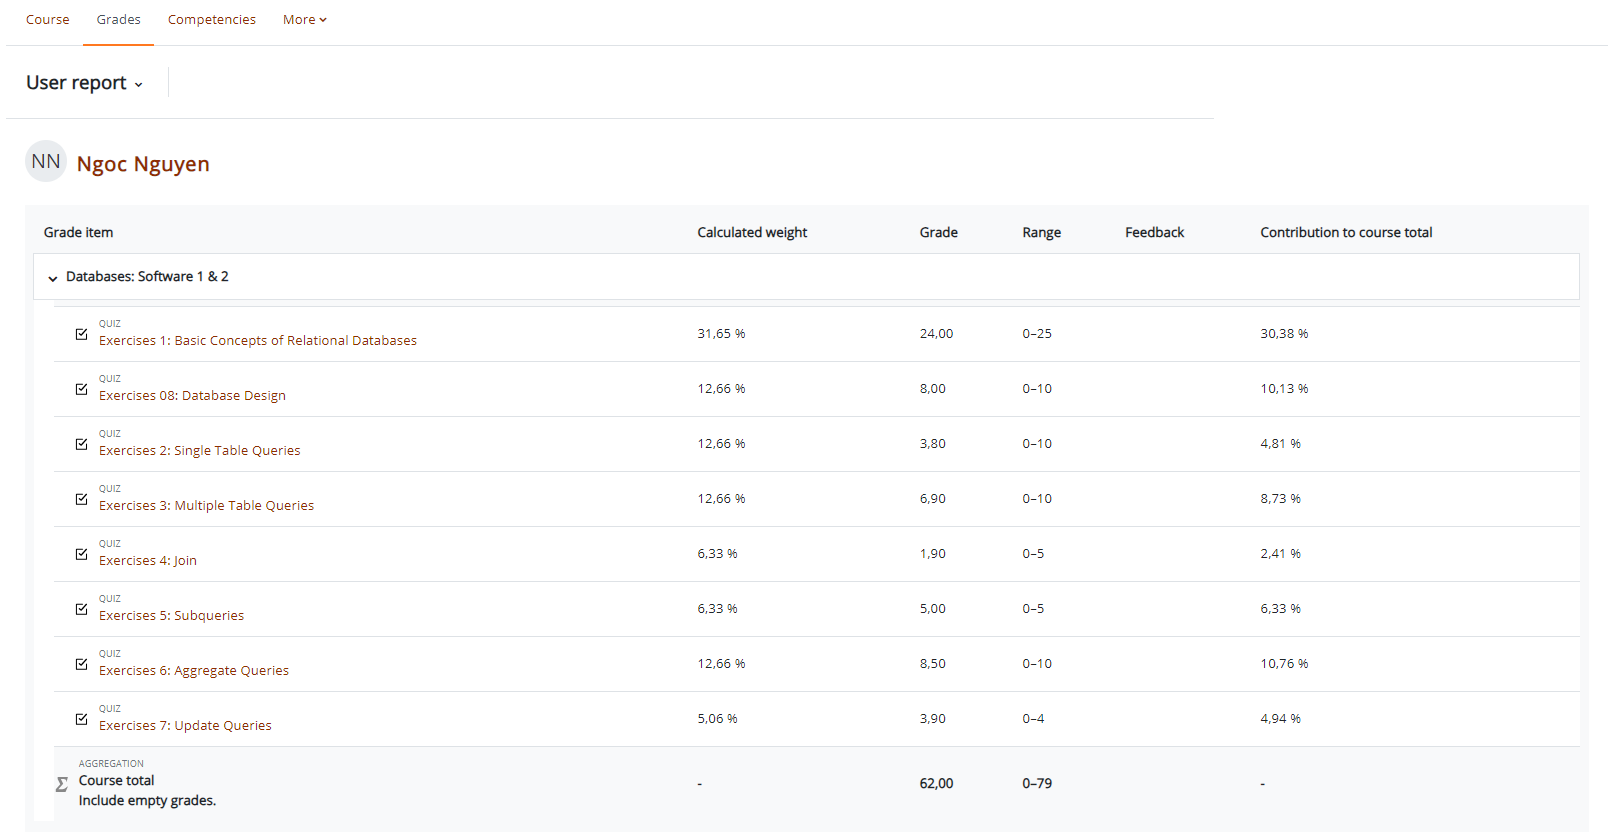 Course Grades Competencies More
User report
NN Ngoc Nguyen
Grade item Calculated weight Grade Range Feedback Contribution to course total
Databases: Software 1 & 2
QUIZ
Exercises 1: Basic Concepts of Relational Databases 31,65 % 24,00 0–25 30,38 %
QUIZ
Exercises 08: Database Design 12,66 % 8,00 0–10 10,13 %
QUIZ
Exercises 2: Single Table Queries 12,66 % 3,80 0–10 4,81 %
QUIZ
Exercises 3: Multiple Table Queries 12,66 % 6,90 0–10 8,73 %
QUIZ
Exercises 4: Join 6,33 % 1,90 0–5 2,41 %
QUIZ
Exercises 5: Subqueries 6,33 % 5,00 0–5 6,33 %
QUIZ
Exercises 6: Aggregate Queries 12,66 % 8,50 0–10 10,76 %
QUIZ
Exercises 7: Update Queries 5,06 % 3,90 0–4 4,94 %
AGGREGATION
Σ Course total - 62,00 0–79 -
Include empty grades.